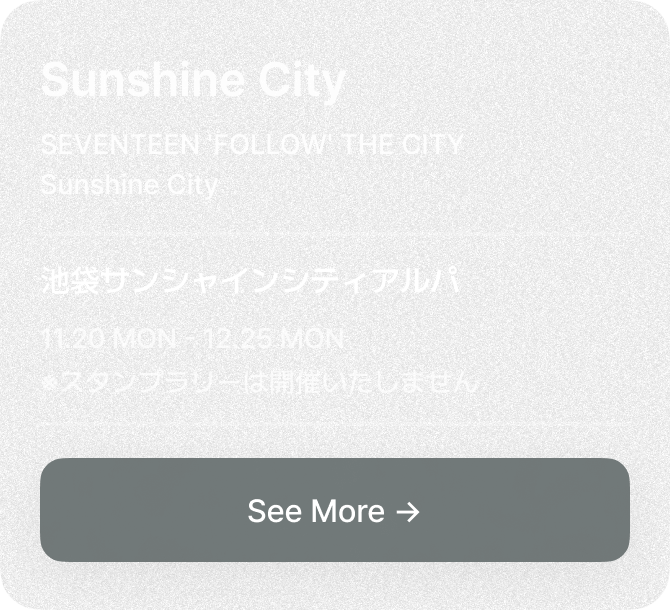 Sunshine City
SEVENTEEN 'FOLLOW' THE CITY
Sunshine City
池袋サンシャインシティアルパ
11.20 MON - 12.25 MON
※スタンプラリーは開催いたしません
See More →